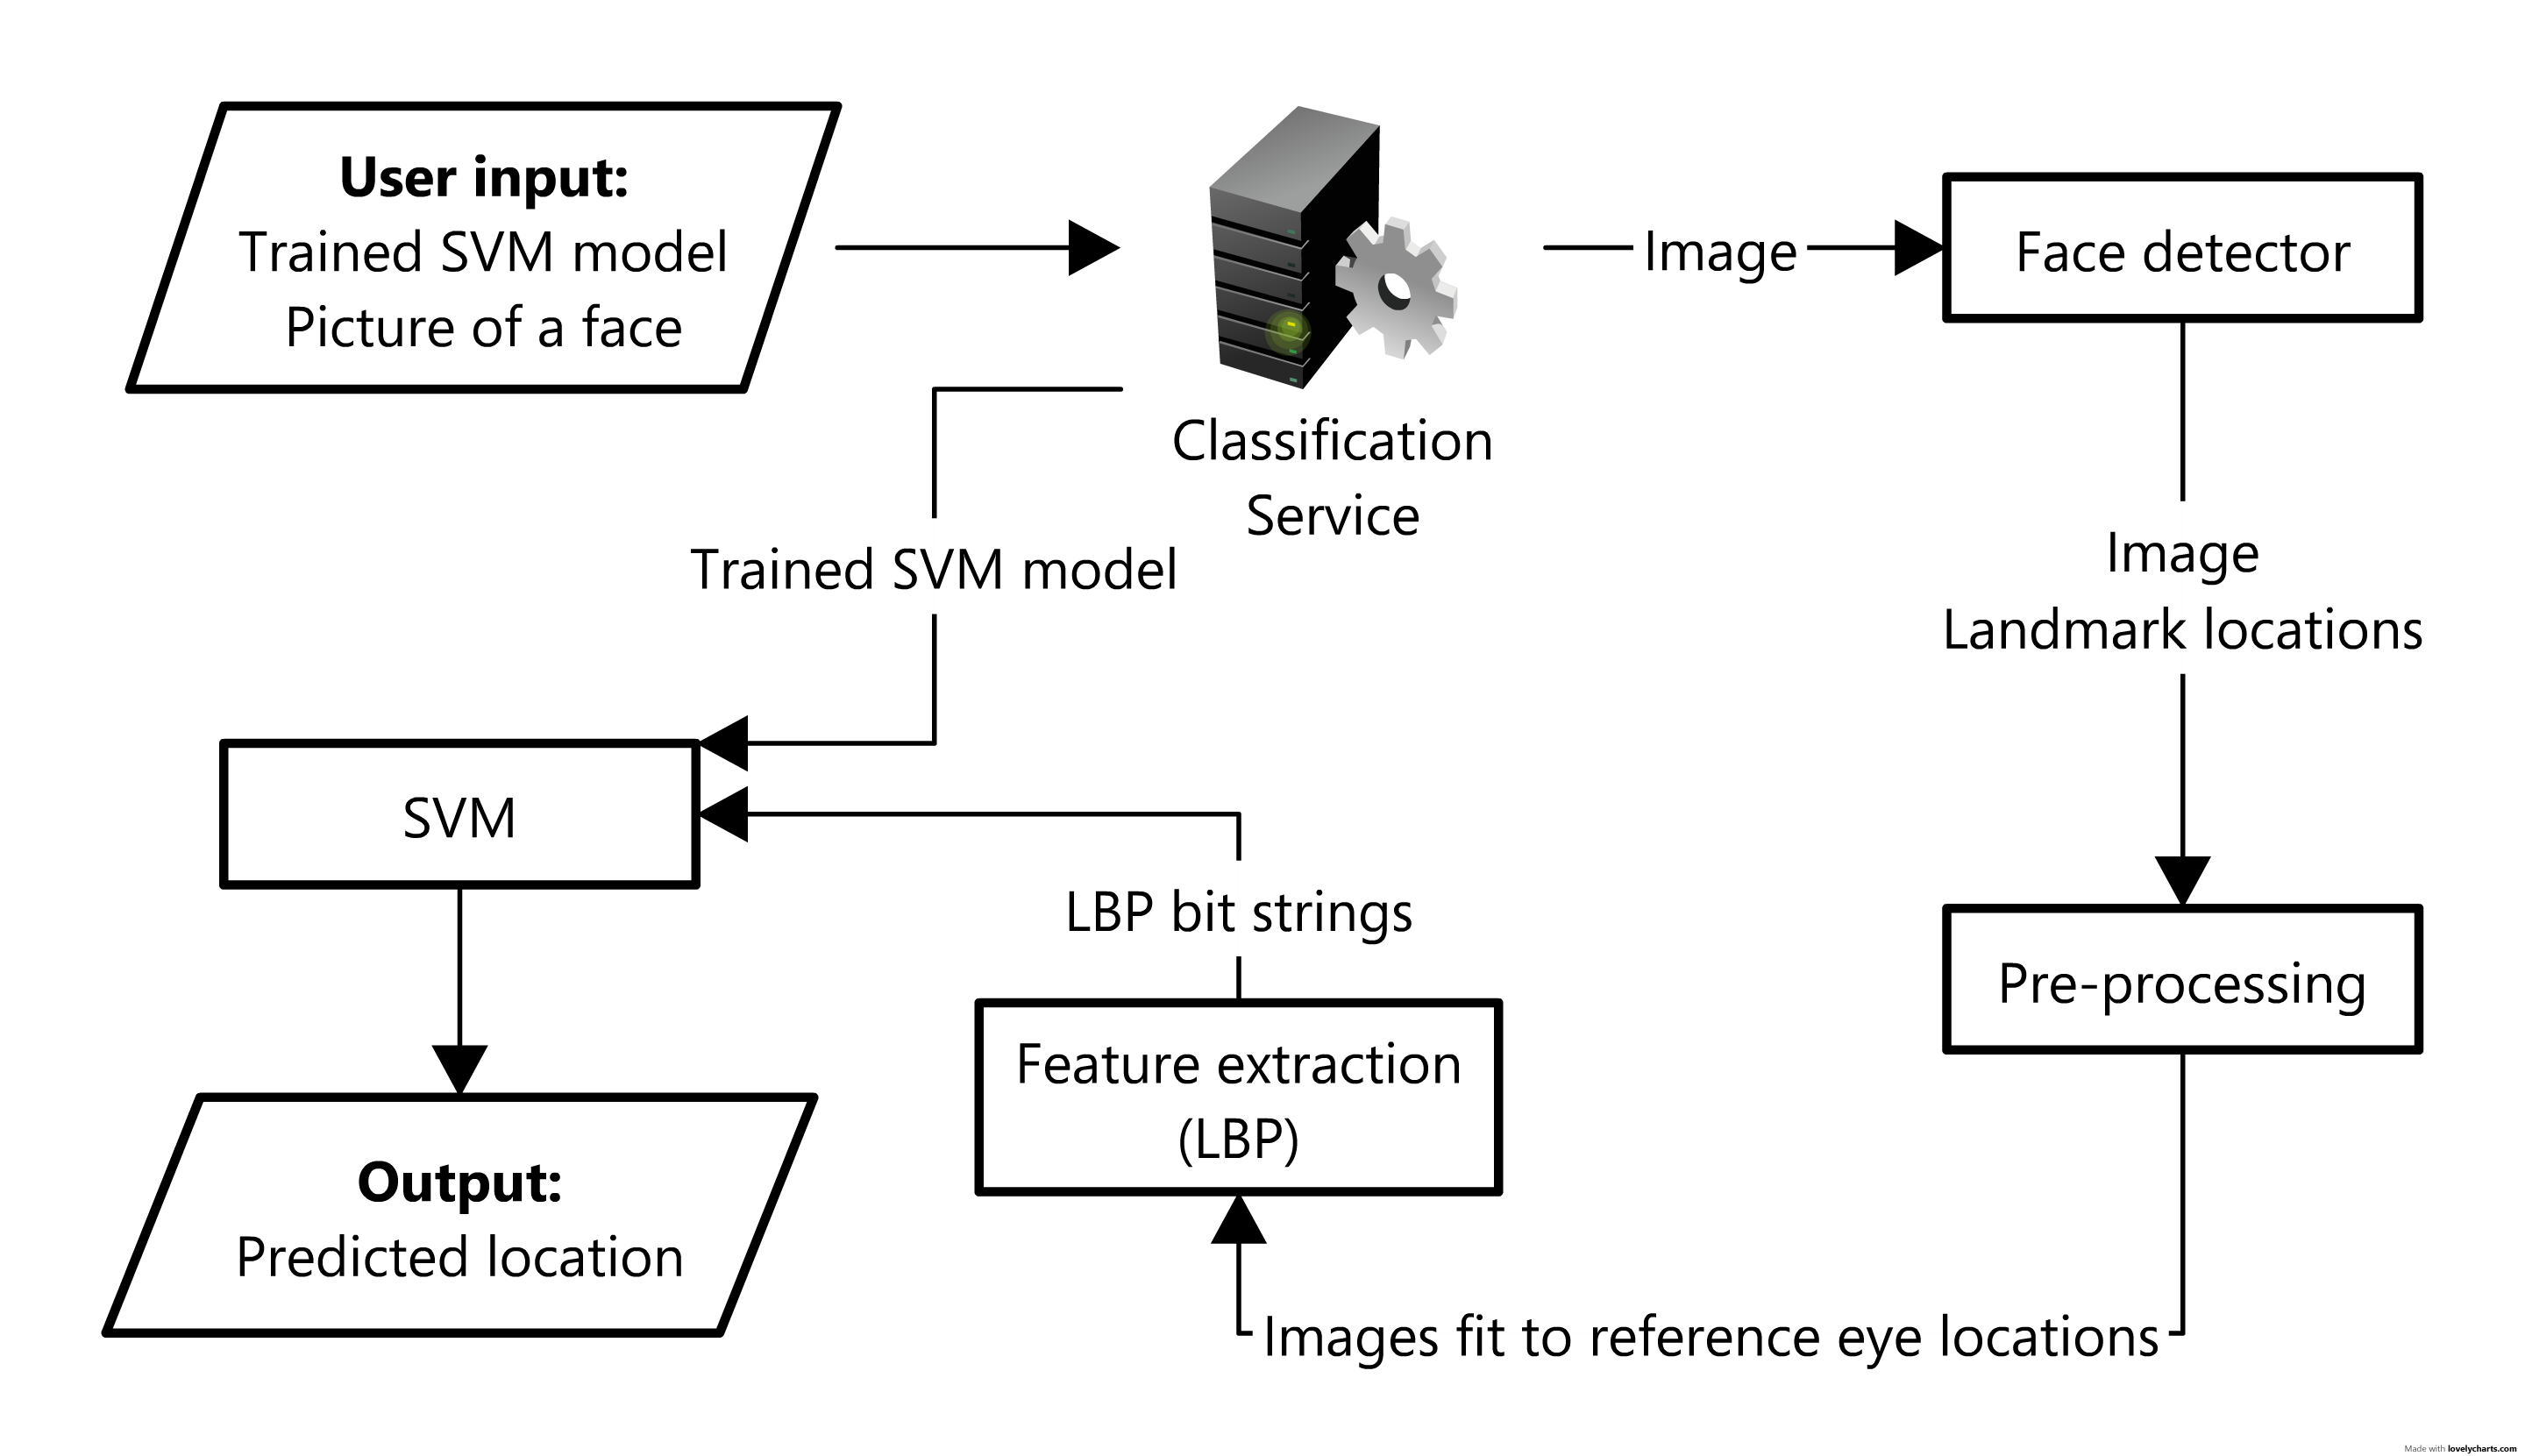 User input:
Trained SVM model
Picture of a face
Classification
Service
Image
Face detector
Image
Landmark locations
Trained SVM model
SVM
LBP bit strings
Pre-processing
Feature extraction
(LBP)
Images fit to reference eye locations
Output:
Predicted location
Made with lovelycharts.com